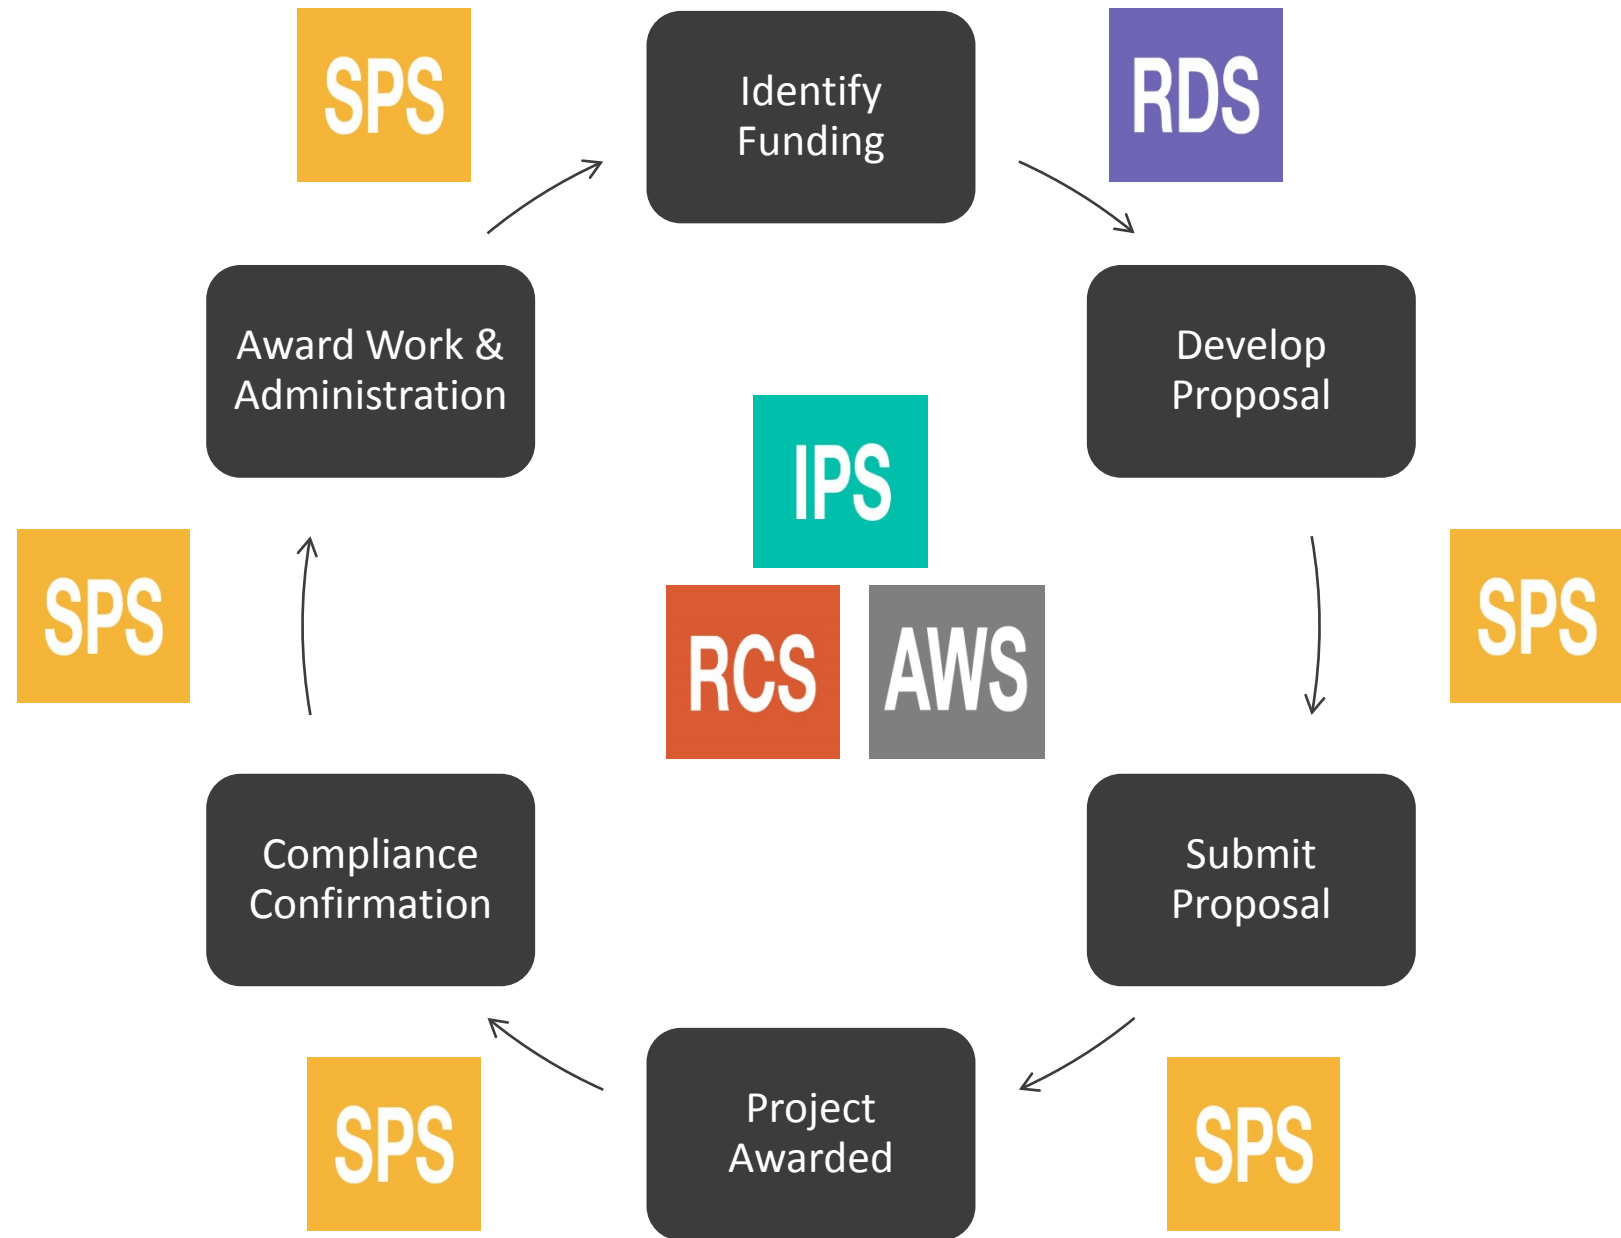 SPS
Identify
Funding
RDS
Award Work &
Administration
Develop
Proposal
IPS
SPS
RCS
AWS
SPS
Compliance
Confirmation
Submit
Proposal
SPS
Project
Awarded
SPS